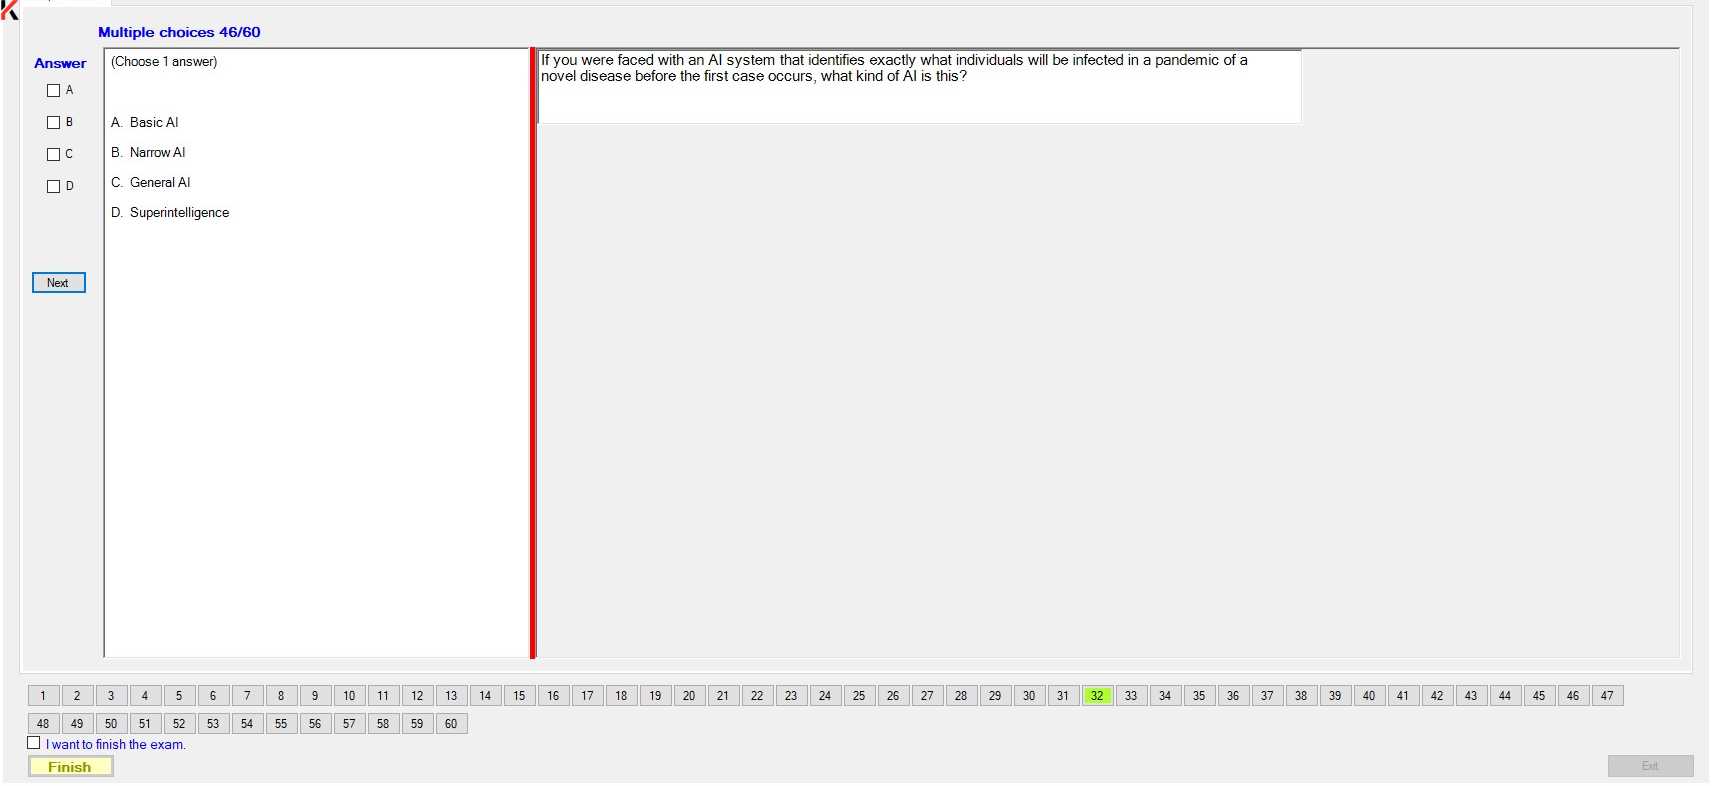 Multiple choices 46/60
Answer
A
B
C
D
Next
(Choose 1 answer)
A. Basic AI
B. Narrow AI
C. General AI
D. Superintelligence
If you were faced with an AI system that identifies exactly what individuals will be infected in a pandemic of a
novel disease before the first case occurs, what kind of AI is this?
1 2 3 4 5 6 7 8 9 10 11 12 13 14 15 16 17 18 19 20 21 22 23 24 25 26 27 28 29 30 31 32 33 34 35 36 37 38 39 40 41 42 43 44 45 46 47
48 49 50 51 52 53 54 55 56 57 58 59 60
I want to finish the exam.
Finish
Exit